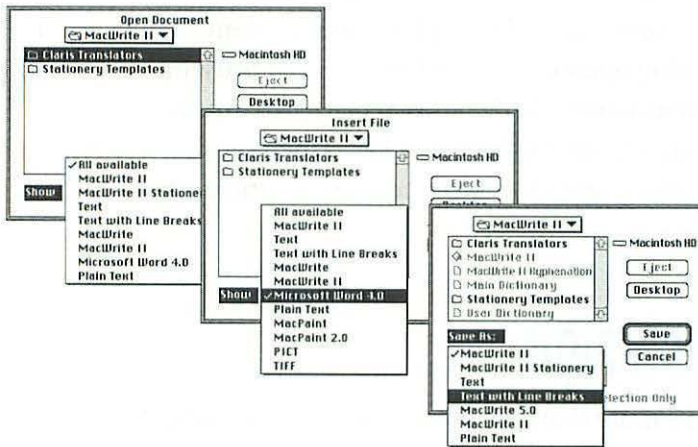 Open Document
MacWrite II
Claris Translators
Stationery Templates
Macintosh HD
Eject
Desktop
Show
✓All available
MacWrite II
MacWrite II Statione
Text
Text with Line Breaks
MacWrite
MacWrite II
Microsoft Word 4.0
Plain Text
Insert File
MacWrite II
Claris Translators
Stationery Templates
Macintosh HD
Eject
Desktop
Show
All available
MacWrite II
Text
Text with Line Breaks
MacWrite
MacWrite II
✓Microsoft Word 4.0
Plain Text
MacPaint
MacPaint 2.0
PICT
TIFF
MacWrite II
Claris Translators
MacWrite II
MacWrite II Hyphenation
Main Dictionary
Stationery Templates
User Dictionary
Macintosh HD
Eject
Desktop
Save As:
Save
Cancel
✓MacWrite II
MacWrite II Stationery
Text
Text with Line Breaks
MacWrite 5.0
MacWrite II
Plain Text
lection Only